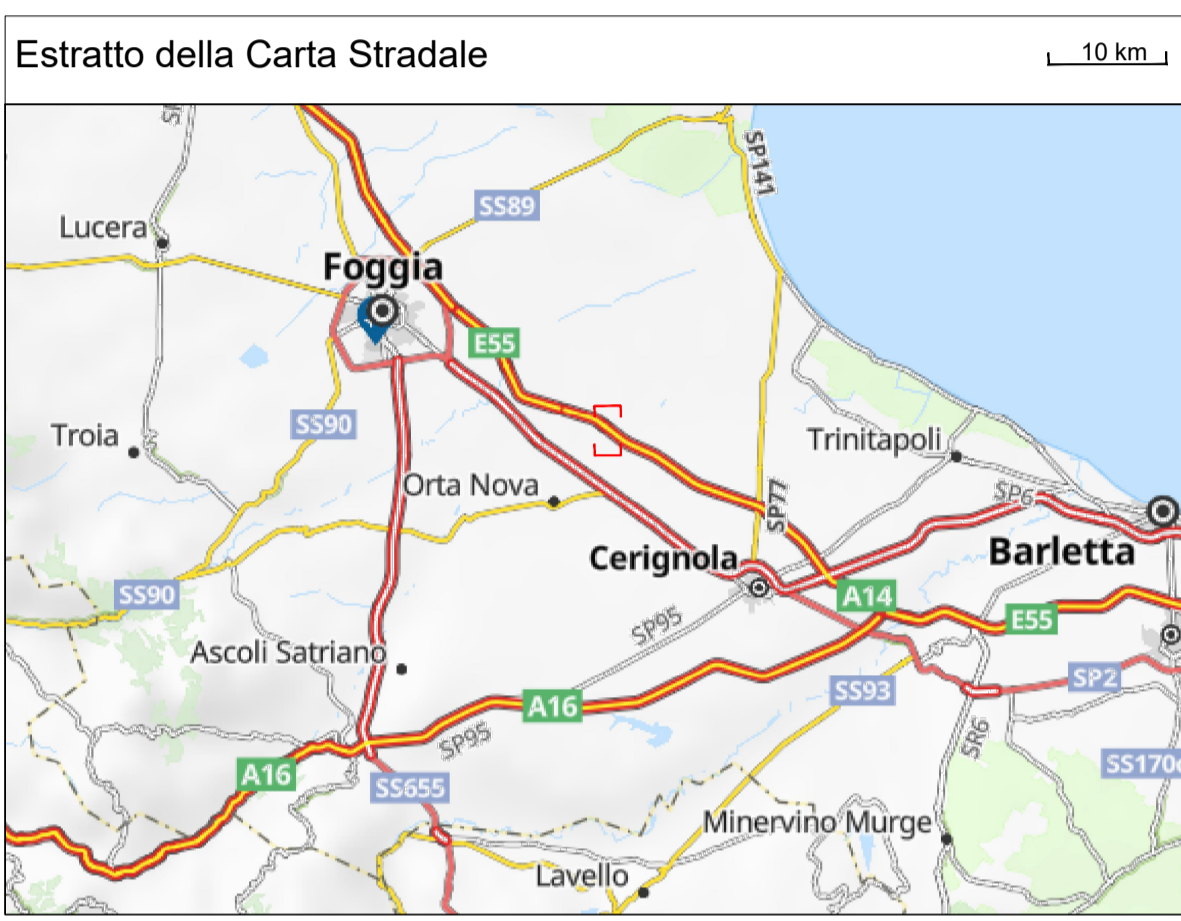 Estratto della Carta Stradale
10 km
SP141
SS89
Lucera
Foggia
E55
SS90
Troia
Trinitapoli
Orta Nova
SP77
SP6
Cerignola
Barletta
SS90
A14
E55
SP95
Ascoli Satriano
SP2
SS93
A16
SP95
SR6
A16
SS655
SS170
Minervino Murge
Lavello